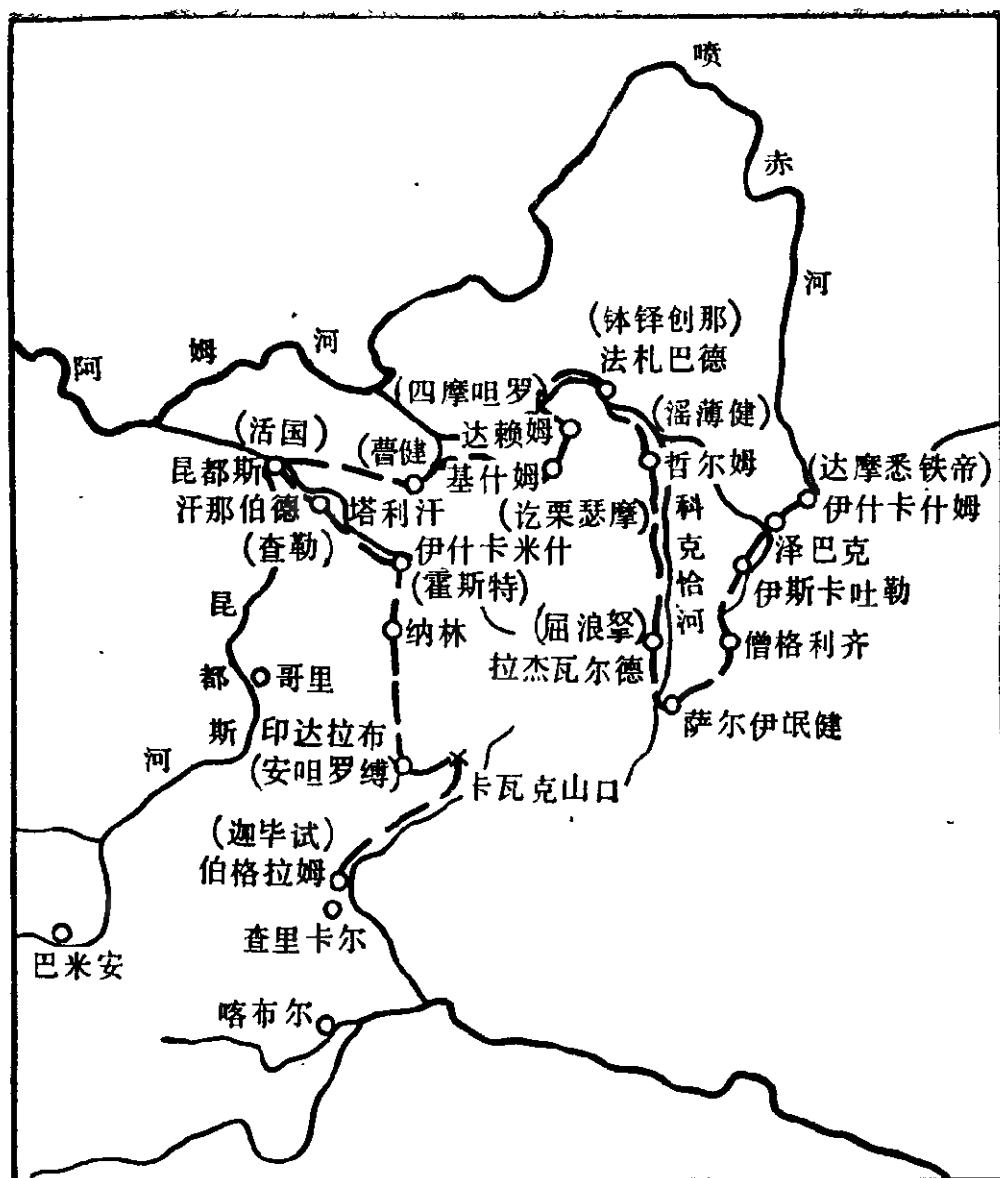 喷
赤
河
(钵铎创那)
法札巴德
阿姆河
(四摩呾罗)
达赖姆
(活国)
昆都斯
(曹健)
基什姆
(滛薄健)
哲尔姆
(达摩悉铁帝)
伊什卡什姆
汗那伯德
塔利汗
(讫栗瑟摩)
科克恰河
泽巴克
(查勒)
伊什卡米什
(霍斯特)
伊斯卡吐勒
昆都斯河
纳林
(屈浪拏)
拉杰瓦尔德
僧格利齐
哥里
萨尔伊氓健
印达拉布
(安呾罗缚)
卡瓦克山口
(迦毕试)
伯格拉姆
查里卡尔
巴米安
喀布尔